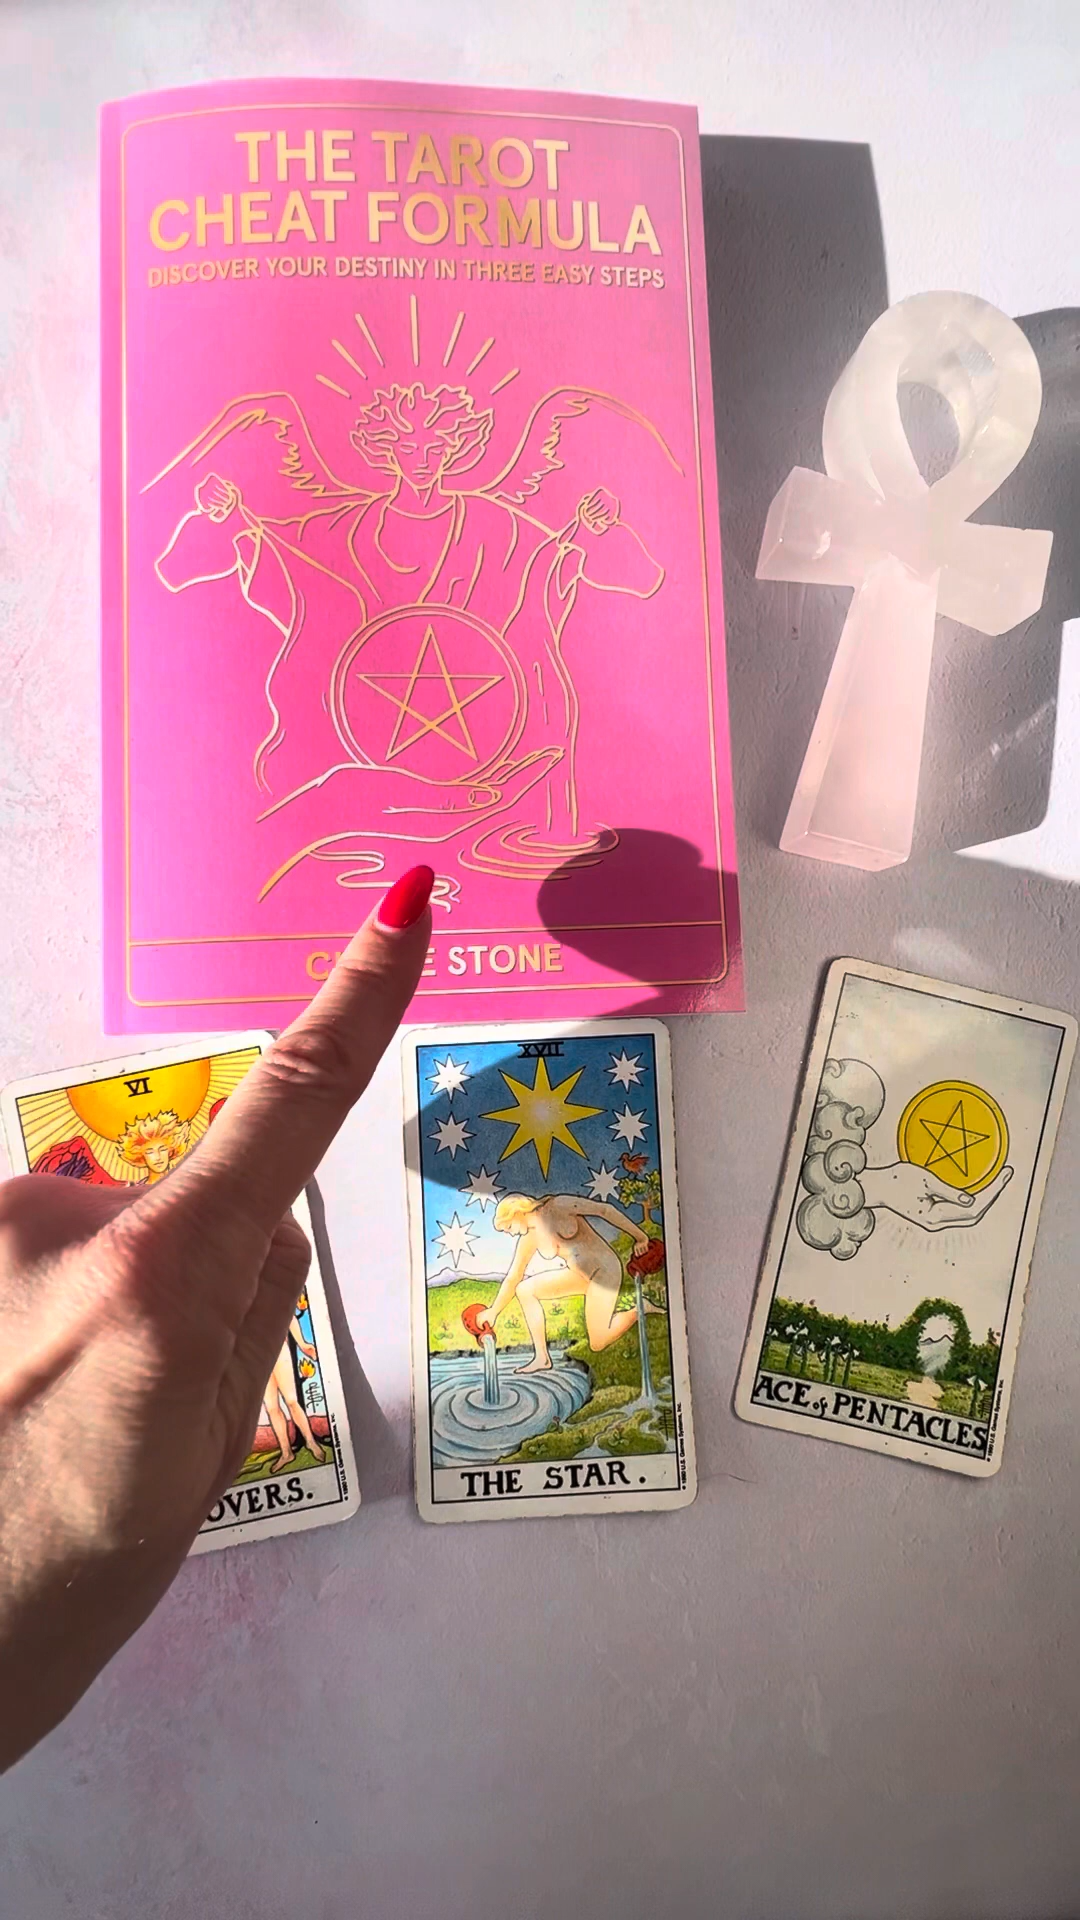 THE TAROT
CHEAT FORMULA
DISCOVER YOUR DESTINY IN THREE EASY STEPS
STONE
VI
XVII
OVERS.
THE STAR.
ACE of PENTACLES